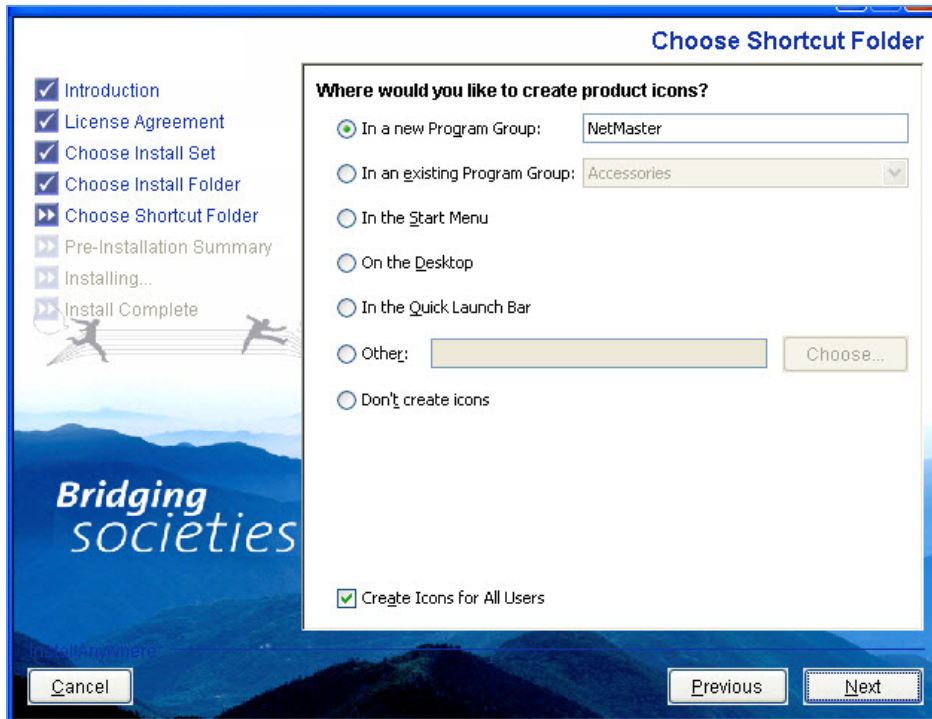 Choose Shortcut Folder
Introduction
License Agreement
Choose Install Set
Choose Install Folder
Choose Shortcut Folder
Pre-Installation Summary
Installing...
Install Complete
Bridging
societies
Where would you like to create product icons?
In a new Program Group: NetMaster
In an existing Program Group: Accessories
In the Start Menu
On the Desktop
In the Quick Launch Bar
Other: Choose...
Don't create icons
Create Icons for All Users
InstallAnywhere
Cancel Previous Next